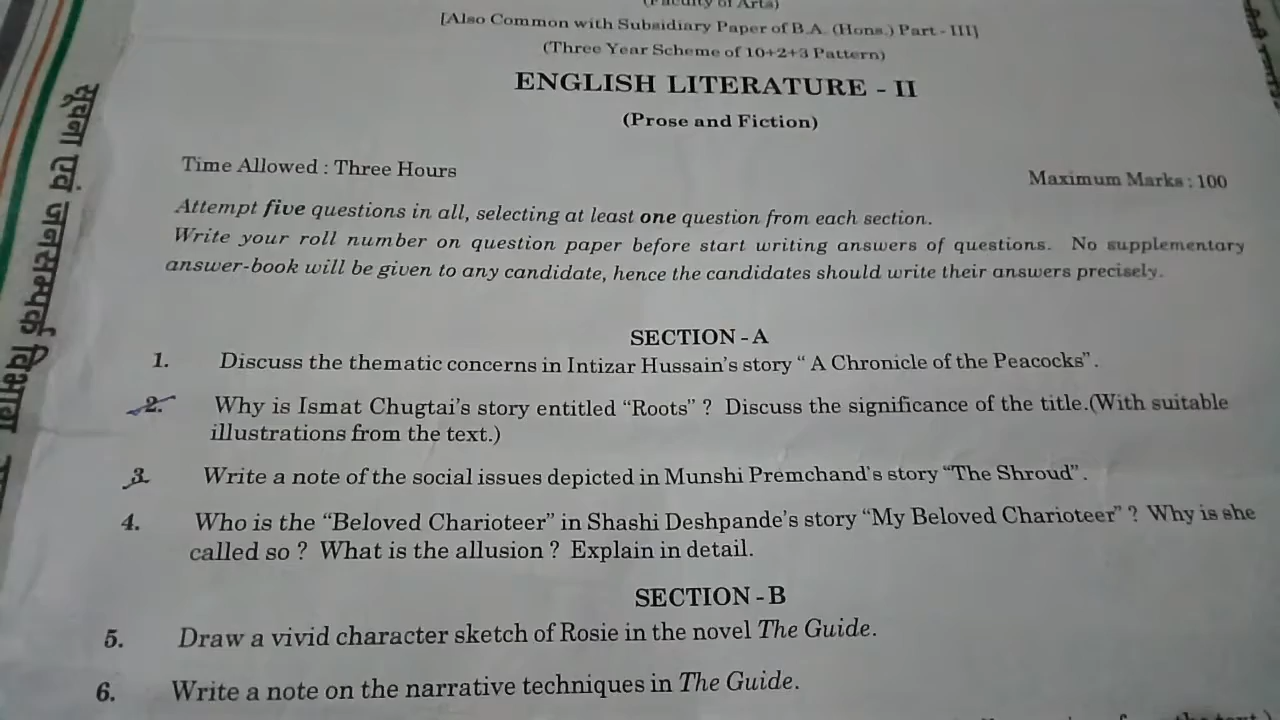 (Faculty of Arts)
[Also Common with Subsidiary Paper of B.A. (Hons.) Part - III]
(Three Year Scheme of 10+2+3 Pattern)
ENGLISH LITERATURE - II
(Prose and Fiction)
Time Allowed : Three Hours
Maximum Marks : 100
Attempt five questions in all, selecting at least one question from each section.
Write your roll number on question paper before start writing answers of questions. No supplementary
answer-book will be given to any candidate, hence the candidates should write their answers precisely.
SECTION - A
1. Discuss the thematic concerns in Intizar Hussain's story “ A Chronicle of the Peacocks”.
2. Why is Ismat Chugtai's story entitled “Roots” ? Discuss the significance of the title.(With suitable
illustrations from the text.)
3. Write a note of the social issues depicted in Munshi Premchand's story “The Shroud”.
4. Who is the “Beloved Charioteer” in Shashi Deshpande's story “My Beloved Charioteer” ? Why is she
called so ? What is the allusion ? Explain in detail.
SECTION - B
5. Draw a vivid character sketch of Rosie in the novel The Guide.
6. Write a note on the narrative techniques in The Guide.
सूचना एवं जनसम्पर्क